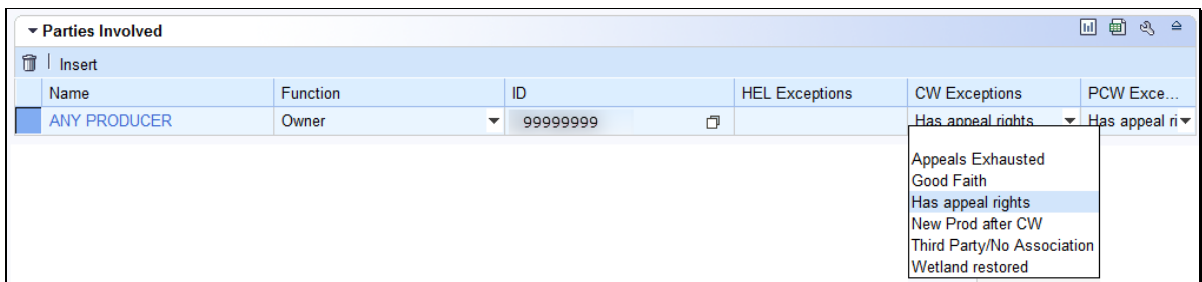 Parties Involved
Insert
Name Function ID HEL Exceptions CW Exceptions PCW Exce...
ANY PRODUCER Owner 99999999 Has appeal rights Has appeal ri
Appeals Exhausted
Good Faith
Has appeal rights
New Prod after CW
Third Party/No Association
Wetland restored